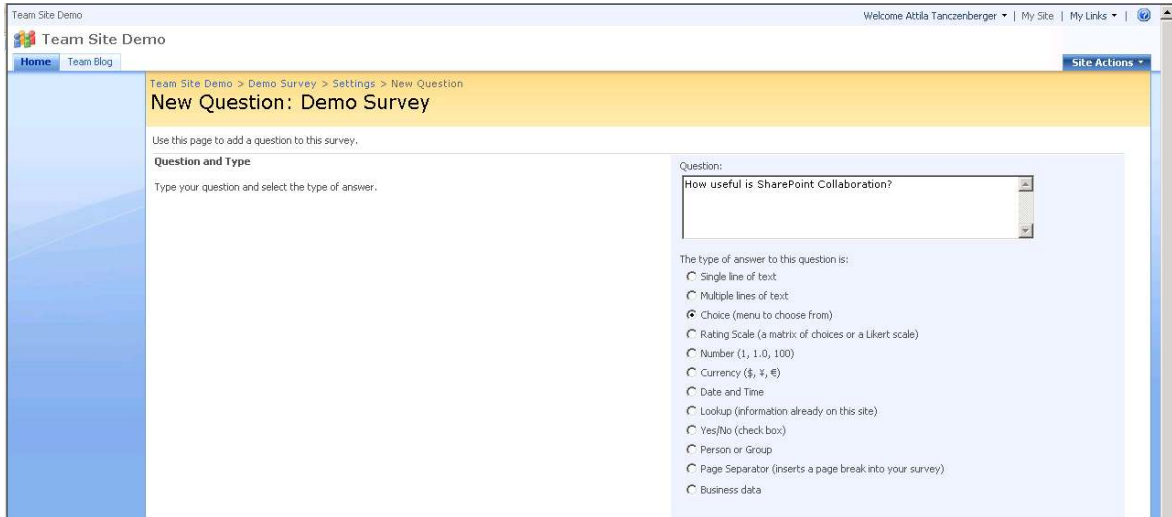 Team Site Demo
Welcome Attila Tanczenberger | My Site | My Links |
Team Site Demo
Home Team Blog
Site Actions
Team Site Demo > Demo Survey > Settings > New Question
New Question: Demo Survey
Use this page to add a question to this survey.
Question and Type
Type your question and select the type of answer.
Question:
How useful is SharePoint Collaboration?
The type of answer to this question is:
Single line of text
Multiple lines of text
Choice (menu to choose from)
Rating Scale (a matrix of choices or a Likert scale)
Number (1, 1.0, 100)
Currency ($, ¥, €)
Date and Time
Lookup (information already on this site)
Yes/No (check box)
Person or Group
Page Separator (inserts a page break into your survey)
Business data